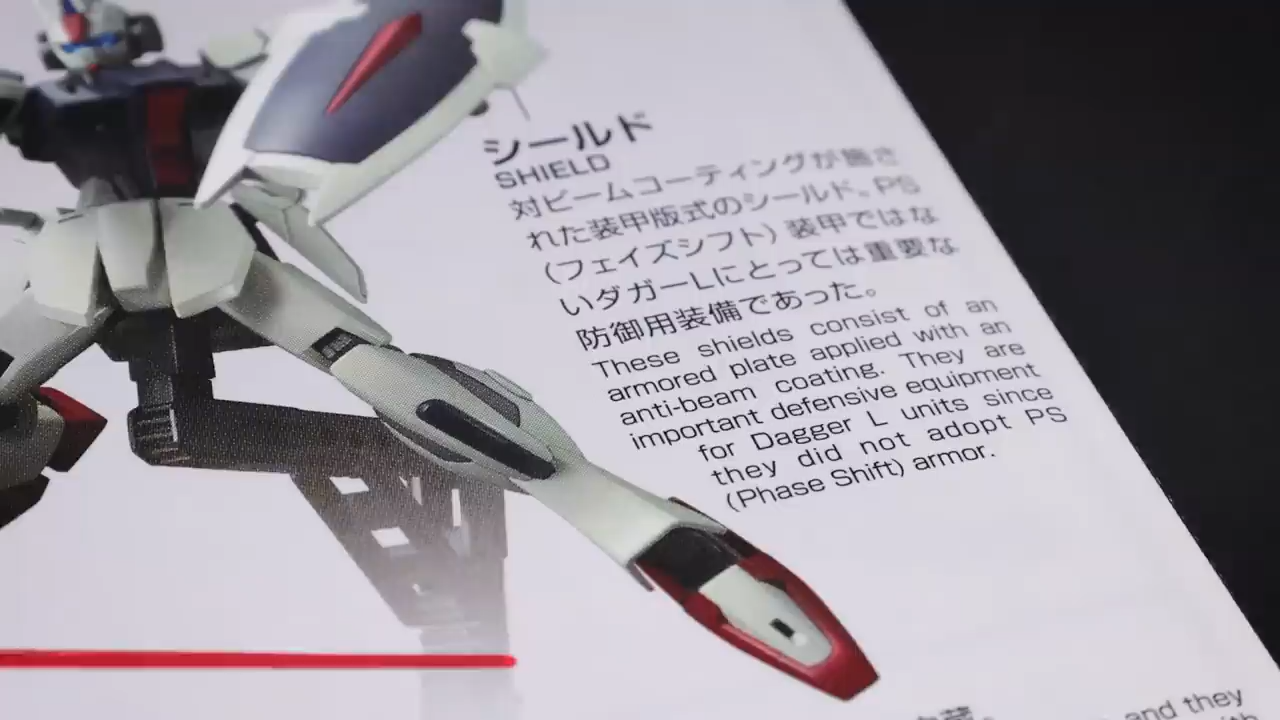 シールド
SHIELD
対ビームコーティングが施さ
れた装甲版式のシールド。PS
(フェイズシフト) 装甲ではな
いダガーLにとっては重要な
防御用装備であった。
These shields consist of an
armored plate applied with an
anti-beam coating. They are
important defensive equipment
for Dagger L units since
they did not adopt PS
(Phase Shift) armor.
and they